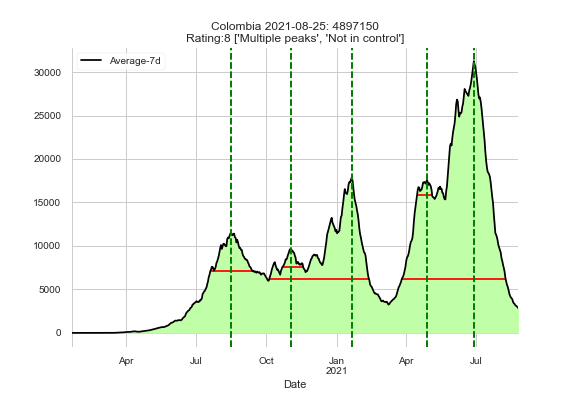 Colombia 2021-08-25: 4897150
Rating:8 ['Multiple peaks', 'Not in control']
Average-7d
30000
25000
20000
15000
10000
5000
0
Apr
Jul
Oct
Jan
2021
Apr
Jul
Date